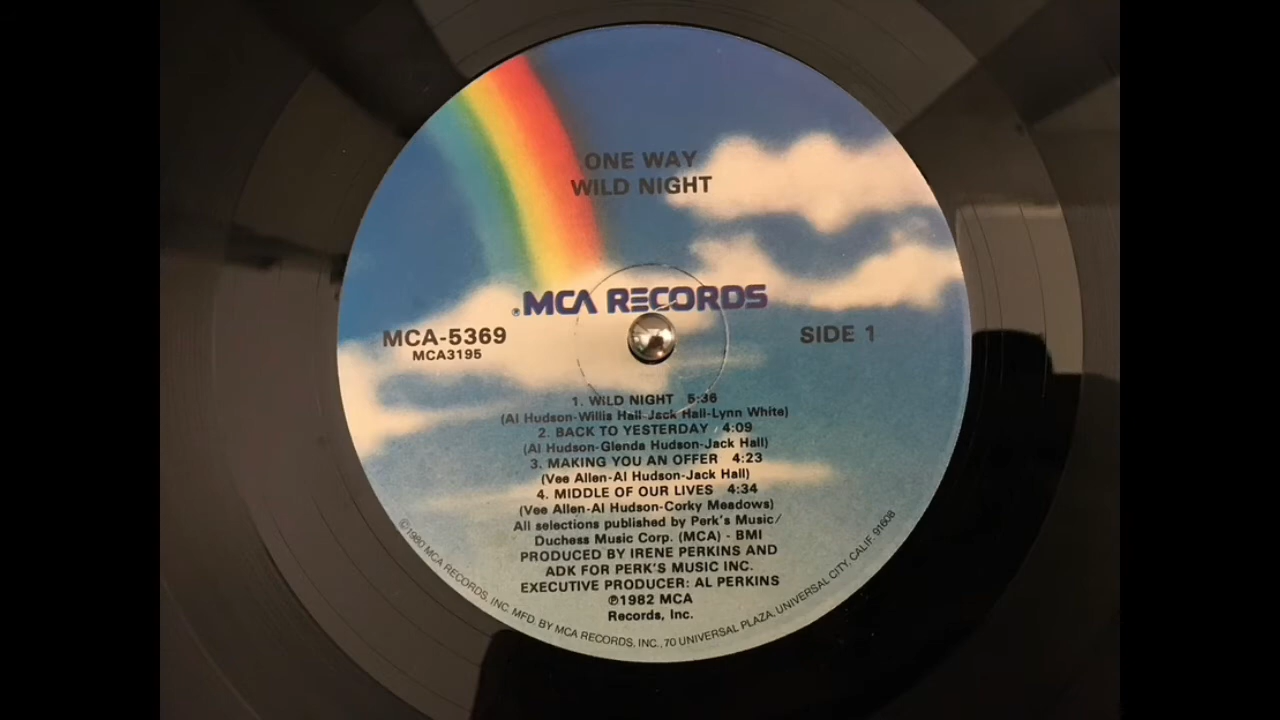 ONE WAY
WILD NIGHT
®MCA RECORDS
MCA-5369
MCA3195
SIDE 1
1. WILD NIGHT 5:36
(Al Hudson-Willis Hall-Jack Hall-Lynn White)
2. BACK TO YESTERDAY 4:09
(Al Hudson-Glenda Hudson-Jack Hall)
3. MAKING YOU AN OFFER 4:23
(Vee Allen-Al Hudson-Jack Hall)
4. MIDDLE OF OUR LIVES 4:34
(Vee Allen-Al Hudson-Corky Meadows)
All selections published by Perk's Music/
Duchess Music Corp. (MCA) - BMI
PRODUCED BY IRENE PERKINS AND
ADK FOR PERK'S MUSIC INC.
EXECUTIVE PRODUCER: AL PERKINS
℗1982 MCA
Records, Inc.
©1980 MCA RECORDS, INC. MFD. BY MCA RECORDS, INC., 70 UNIVERSAL PLAZA, UNIVERSAL CITY, CALIF. 91608